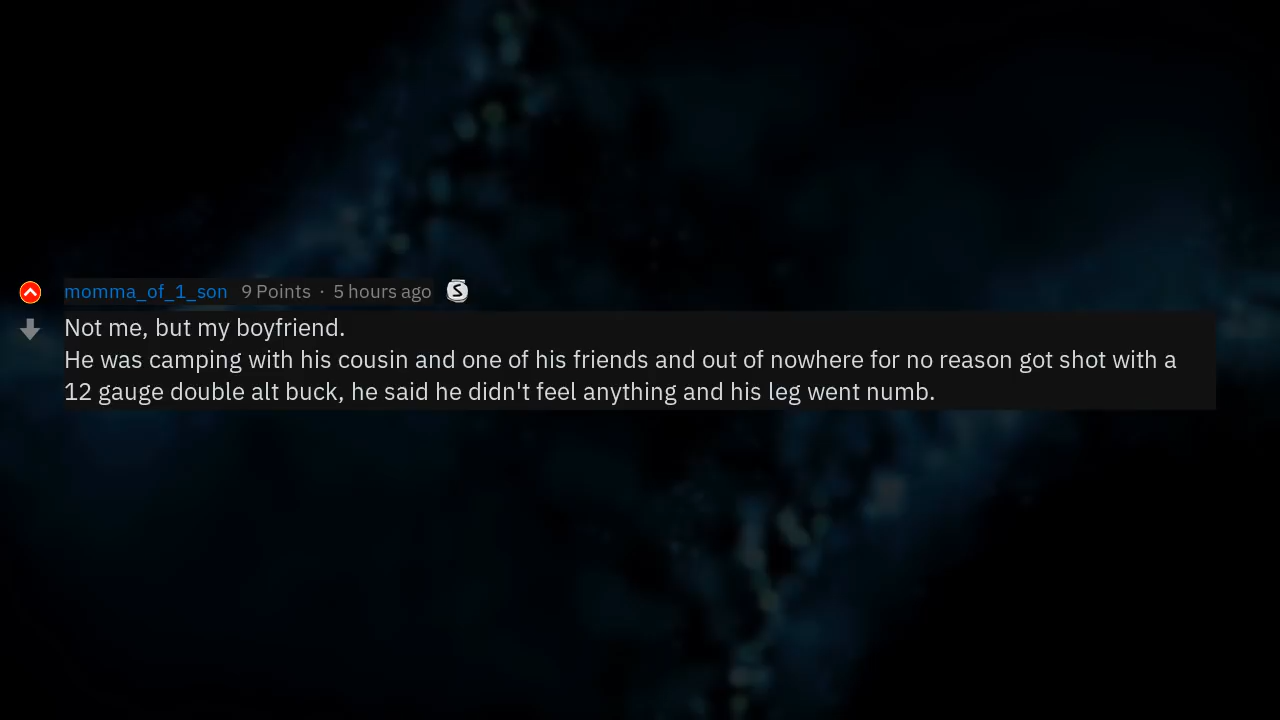 momma_of_1_son 9 Points · 5 hours ago S
Not me, but my boyfriend.
He was camping with his cousin and one of his friends and out of nowhere for no reason got shot with a
12 gauge double alt buck, he said he didn't feel anything and his leg went numb.